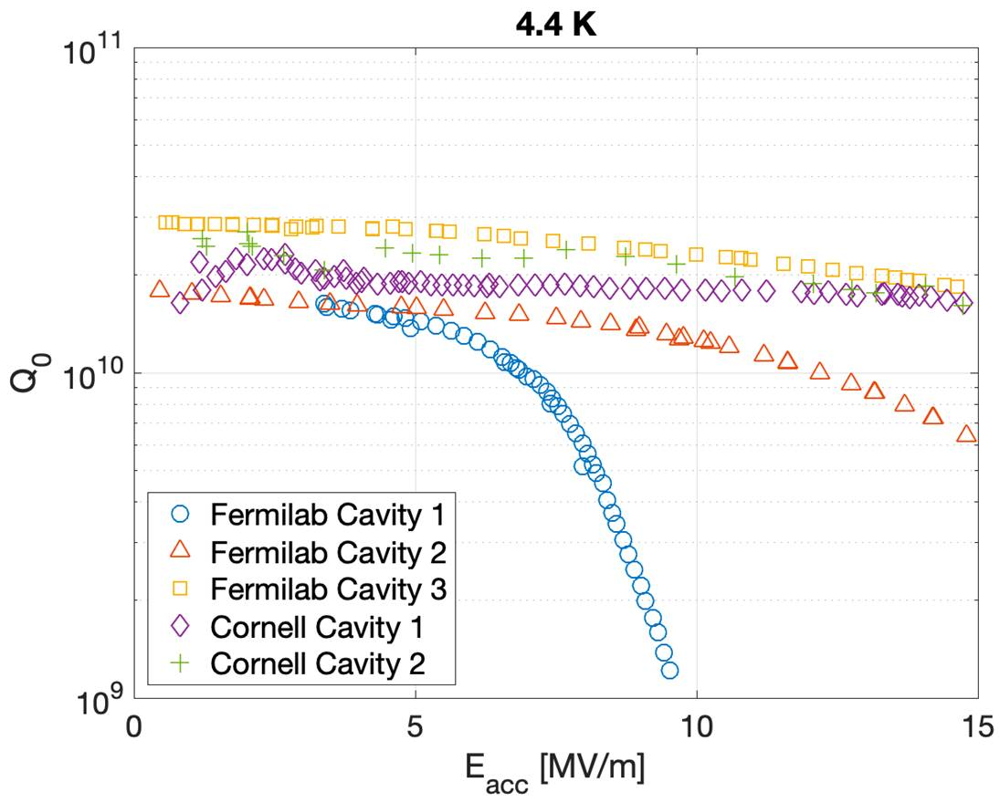 4.4 K
10^11
10^10
10^9
Q_0
0
5
10
15
E_acc [MV/m]
Fermilab Cavity 1
Fermilab Cavity 2
Fermilab Cavity 3
Cornell Cavity 1
Cornell Cavity 2